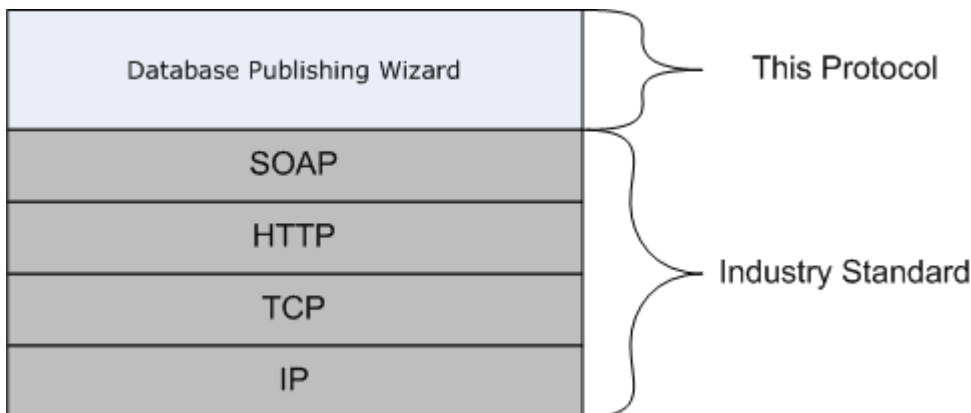 Database Publishing Wizard
This Protocol
SOAP
HTTP
TCP
IP
Industry Standard